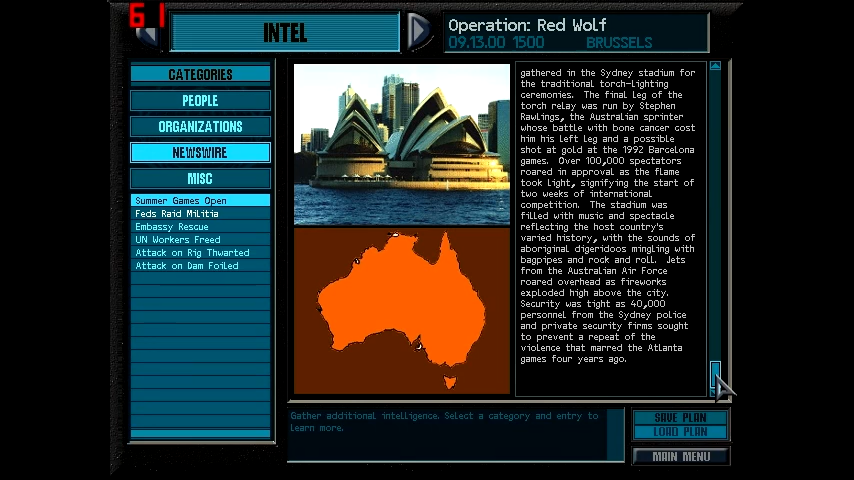 61
INTEL
Operation: Red Wolf
09.13.00 1500 BRUSSELS
CATEGORIES
PEOPLE
ORGANIZATIONS
NEWSWIRE
MISC
Summer Games Open
Feds Raid Militia
Embassy Rescue
UN Workers Freed
Attack on Rig Thwarted
Attack on Dam Foiled
gathered in the Sydney stadium for
the traditional torch-lighting
ceremonies. The final leg of the
torch relay was run by Stephen
Rawlings, the Australian sprinter
whose battle with bone cancer cost
him his left leg and a possible
shot at gold at the 1992 Barcelona
games. Over 100,000 spectators
roared in approval as the flame
took light, signifying the start of
two weeks of international
competition. The stadium was
filled with music and spectacle
reflecting the host country's
varied history, with the sounds of
aboriginal digeridoos mingling with
bagpipes and rock and roll. Jets
from the Australian Air Force
roared overhead as fireworks
exploded high above the city.
Security was tight as 40,000
personnel from the Sydney police
and private security firms sought
to prevent a repeat of the
violence that marred the Atlanta
games four years ago.
Gather additional intelligence. Select a category and entry to
learn more.
SAVE PLAN
LOAD PLAN
MAIN MENU